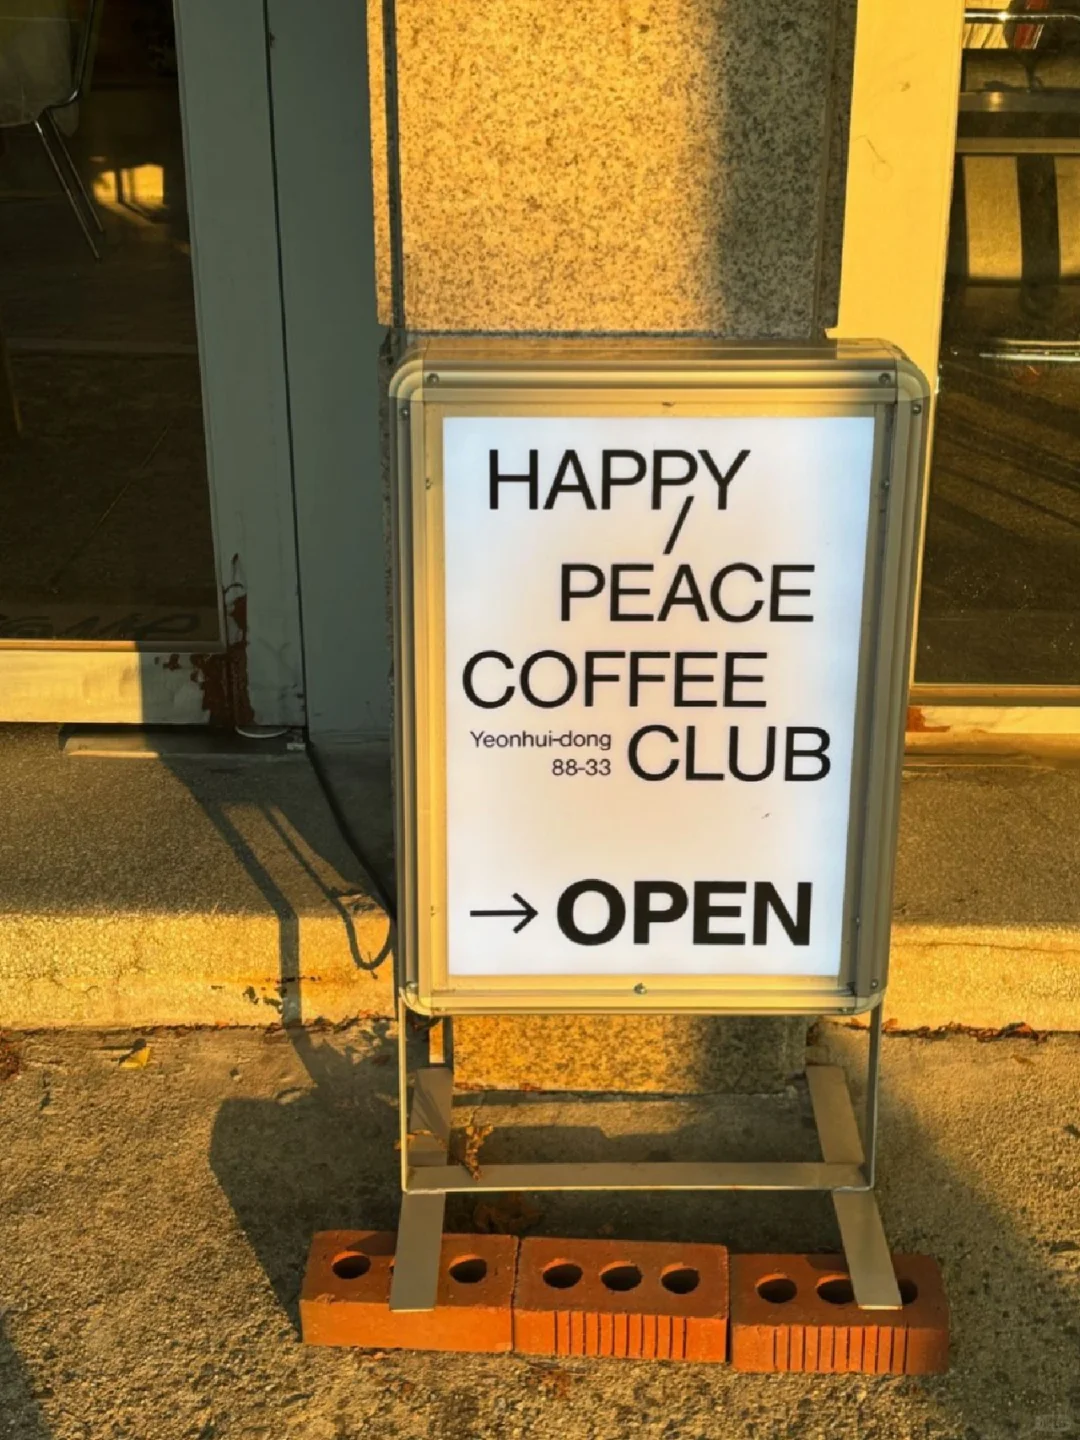 HAPPY
/
PEACE
COFFEE
Yeonhui-dong
88-33
CLUB
→ OPEN